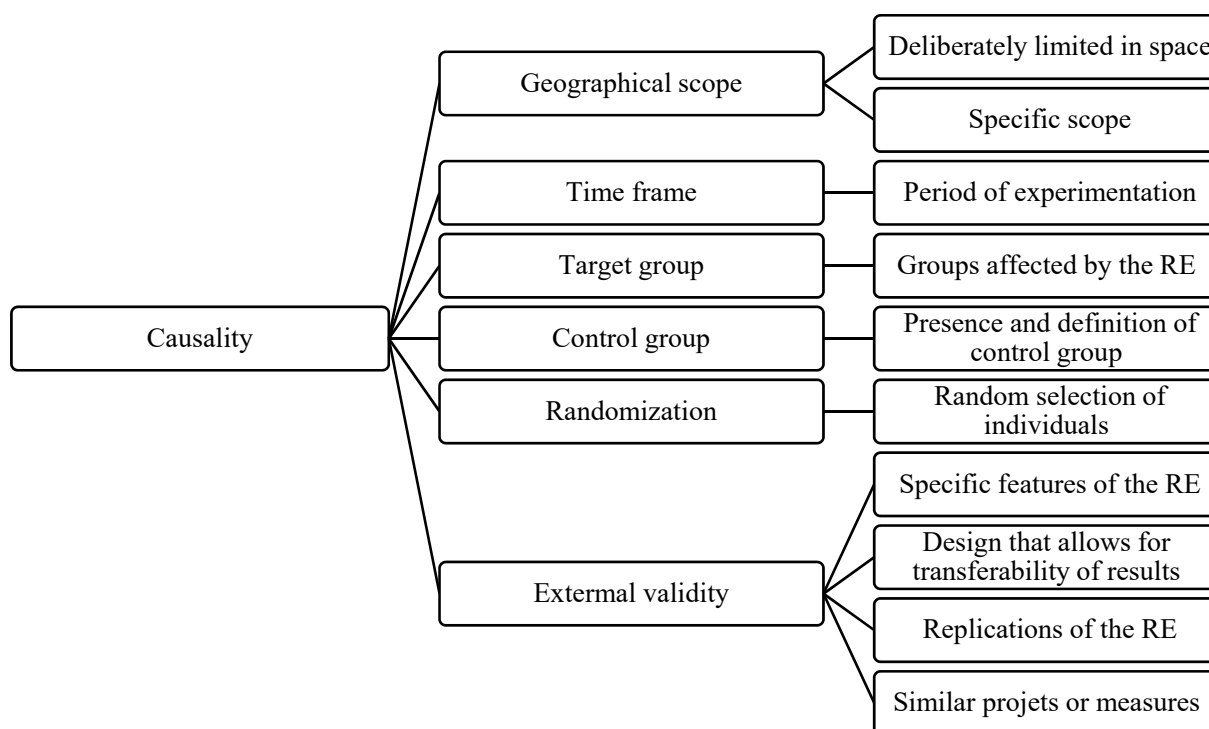 Deliberately limited in space
Geographical scope
Specific scope
Time frame
Period of experimentation
Target group
Groups affected by the RE
Causality
Control group
Presence and definition of
control group
Randomization
Random selection of
individuals
Specific features of the RE
Design that allows for
transferability of results
Extermal validity
Replications of the RE
Similar projets or measures